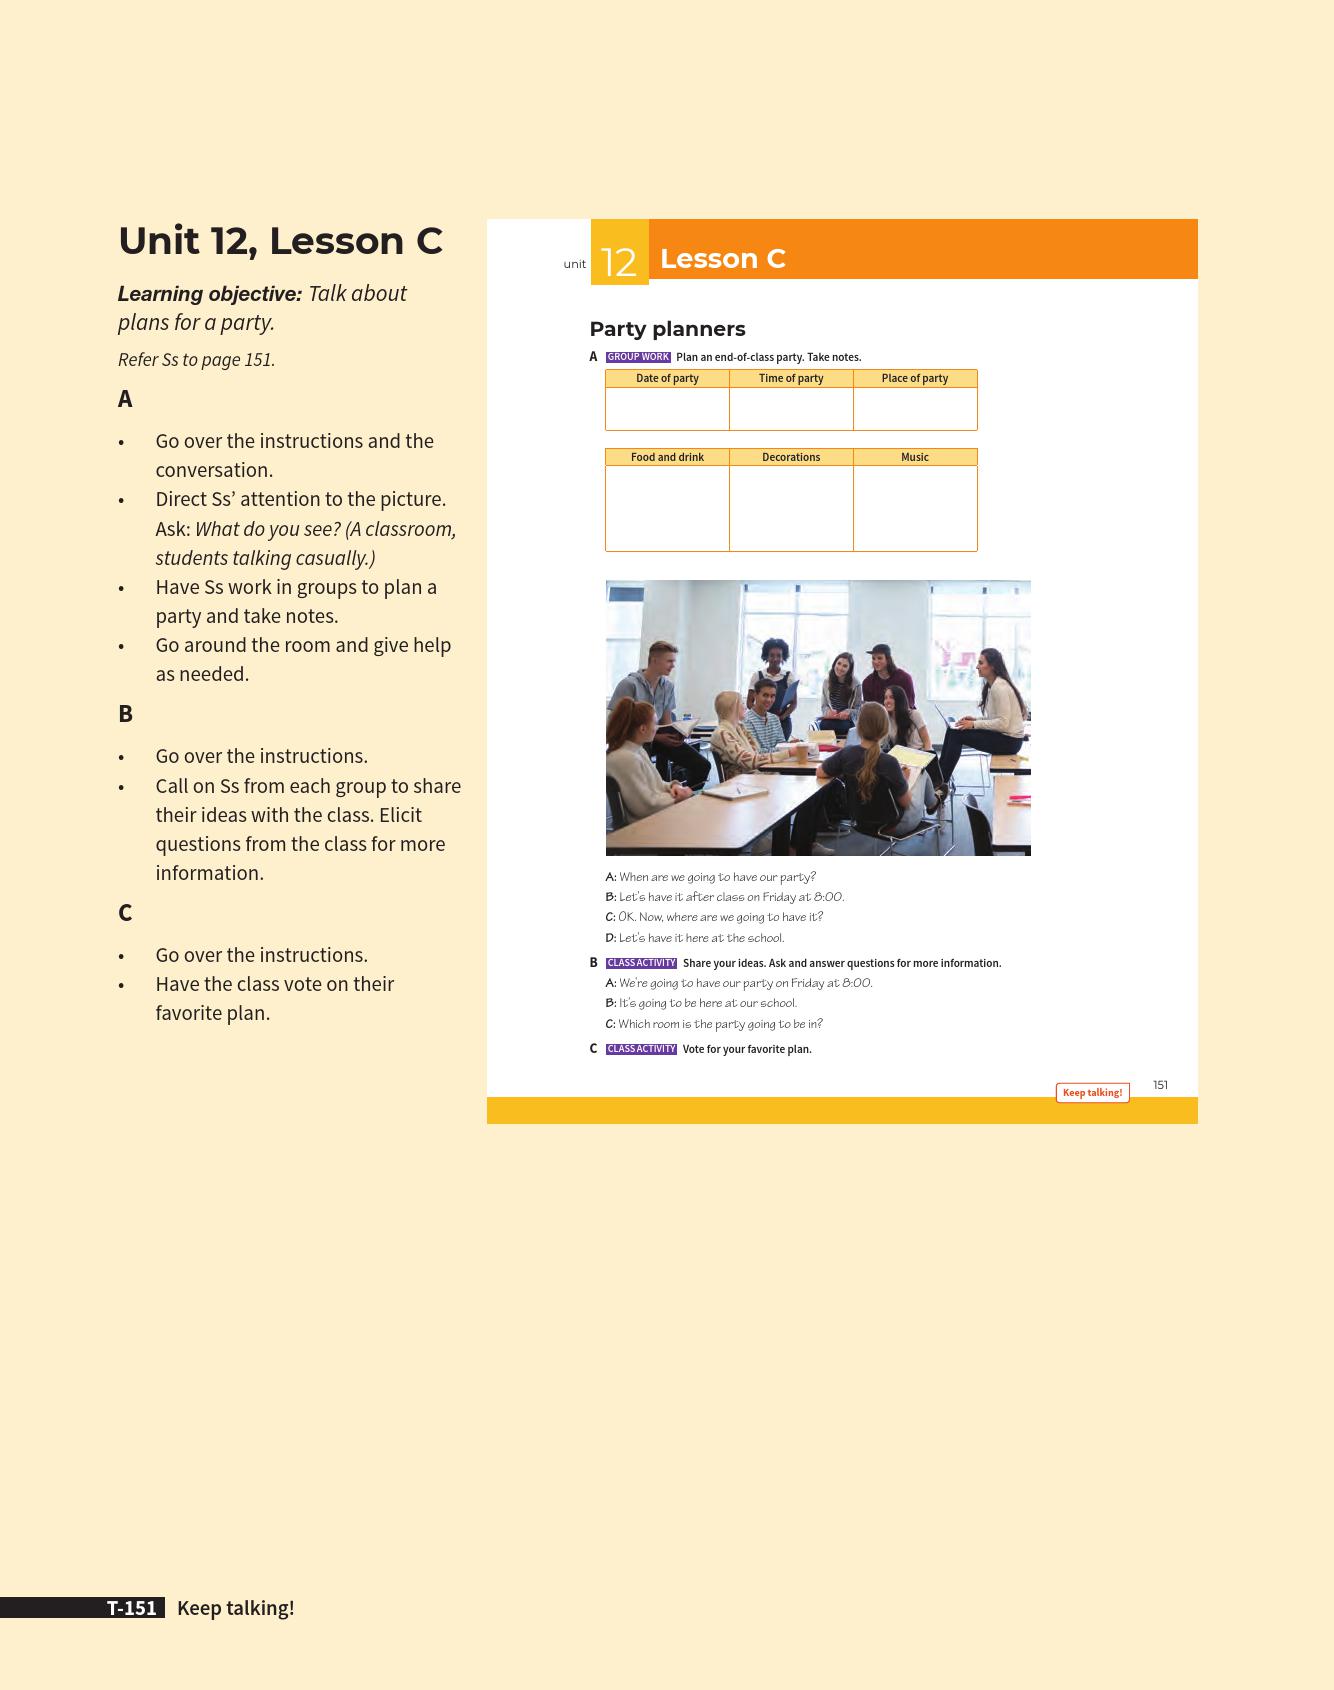 Unit 12, Lesson C
Learning objective: Talk about
plans for a party.
Refer Ss to page 151.
A
• Go over the instructions and the
conversation.
• Direct Ss’ attention to the picture.
Ask: What do you see? (A classroom,
students talking casually.)
• Have Ss work in groups to plan a
party and take notes.
• Go around the room and give help
as needed.
B
• Go over the instructions.
• Call on Ss from each group to share
their ideas with the class. Elicit
questions from the class for more
information.
C
• Go over the instructions.
• Have the class vote on their
favorite plan.
unit 12 Lesson C
Party planners
A GROUP WORK Plan an end-of-class party. Take notes.
Date of party Time of party Place of party
Food and drink Decorations Music
A: When are we going to have our party?
B: Let’s have it after class on Friday at 8:00.
C: OK. Now, where are we going to have it?
D: Let’s have it here at the school.
B CLASS ACTIVITY Share your ideas. Ask and answer questions for more information.
A: We’re going to have our party on Friday at 8:00.
B: It’s going to be here at our school.
C: Which room is the party going to be in?
C CLASS ACTIVITY Vote for your favorite plan.
Keep talking! 151
T-151 Keep talking!